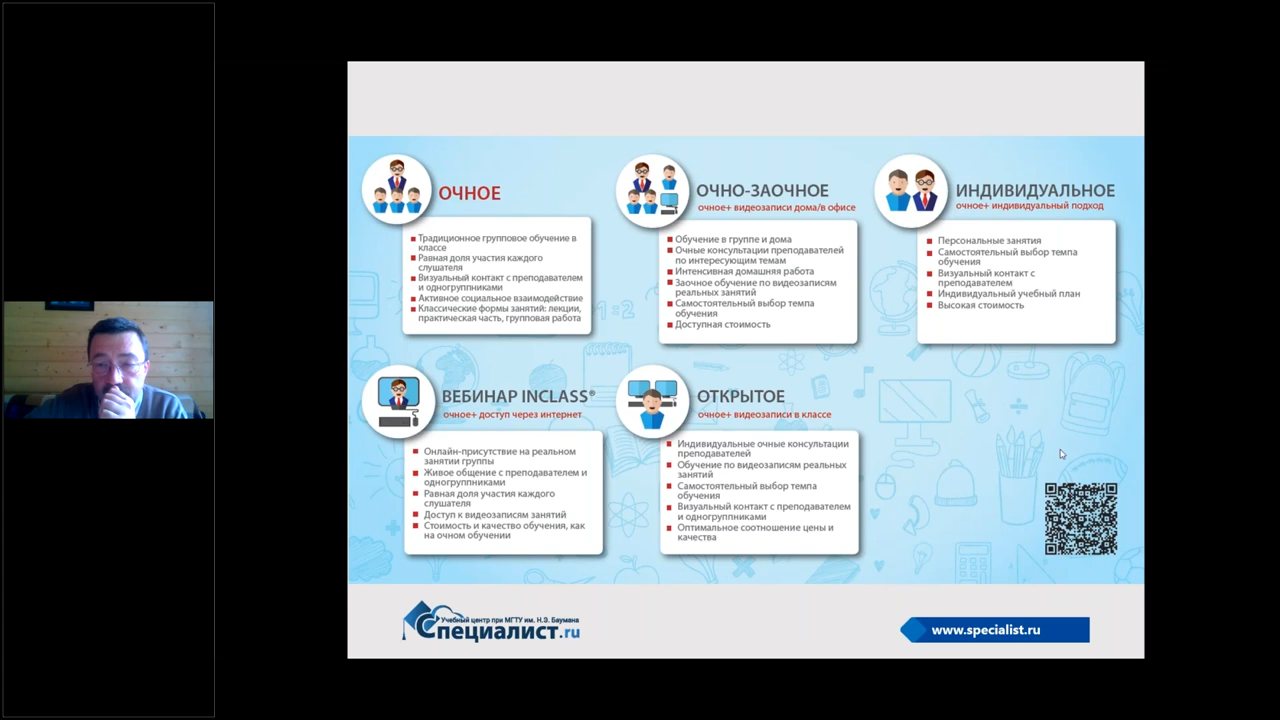 ОЧНОЕ
Традиционное групповое обучение в
классе
Равная доля участия каждого
слушателя
Визуальный контакт с преподавателем
и одногруппниками
Активное социальное взаимодействие
Классические формы занятий: лекции,
практическая часть, групповая работа
ОЧНО-ЗАОЧНОЕ
очное+ видеозаписи дома/в офисе
Обучение в группе и дома
Очные консультации преподавателей
по интересующим темам
Интенсивная домашняя работа
Заочное обучение по видеозаписям
реальных занятий
Самостоятельный выбор темпа
обучения
Доступная стоимость
ИНДИВИДУАЛЬНОЕ
очное+ индивидуальный подход
Персональные занятия
Самостоятельный выбор темпа
обучения
Визуальный контакт с
преподавателем
Индивидуальный учебный план
Высокая стоимость
ВЕБИНАР INCLASS®
очное+ доступ через интернет
Онлайн-присутствие на реальном
занятии группы
Живое общение с преподавателем и
одногруппниками
Равная доля участия каждого
слушателя
Доступ к видеозаписям занятий
Стоимость и качество обучения, как
на очном обучении
ОТКРЫТОЕ
очное+ видеозаписи в классе
Индивидуальные очные консультации
преподавателей
Обучение по видеозаписям реальных
занятий
Самостоятельный выбор темпа
обучения
Визуальный контакт с преподавателем
и одногруппниками
Оптимальное соотношение цены и
качества
Учебный центр при МГТУ им. Н.Э. Баумана
Специалист.ru
www.specialist.ru